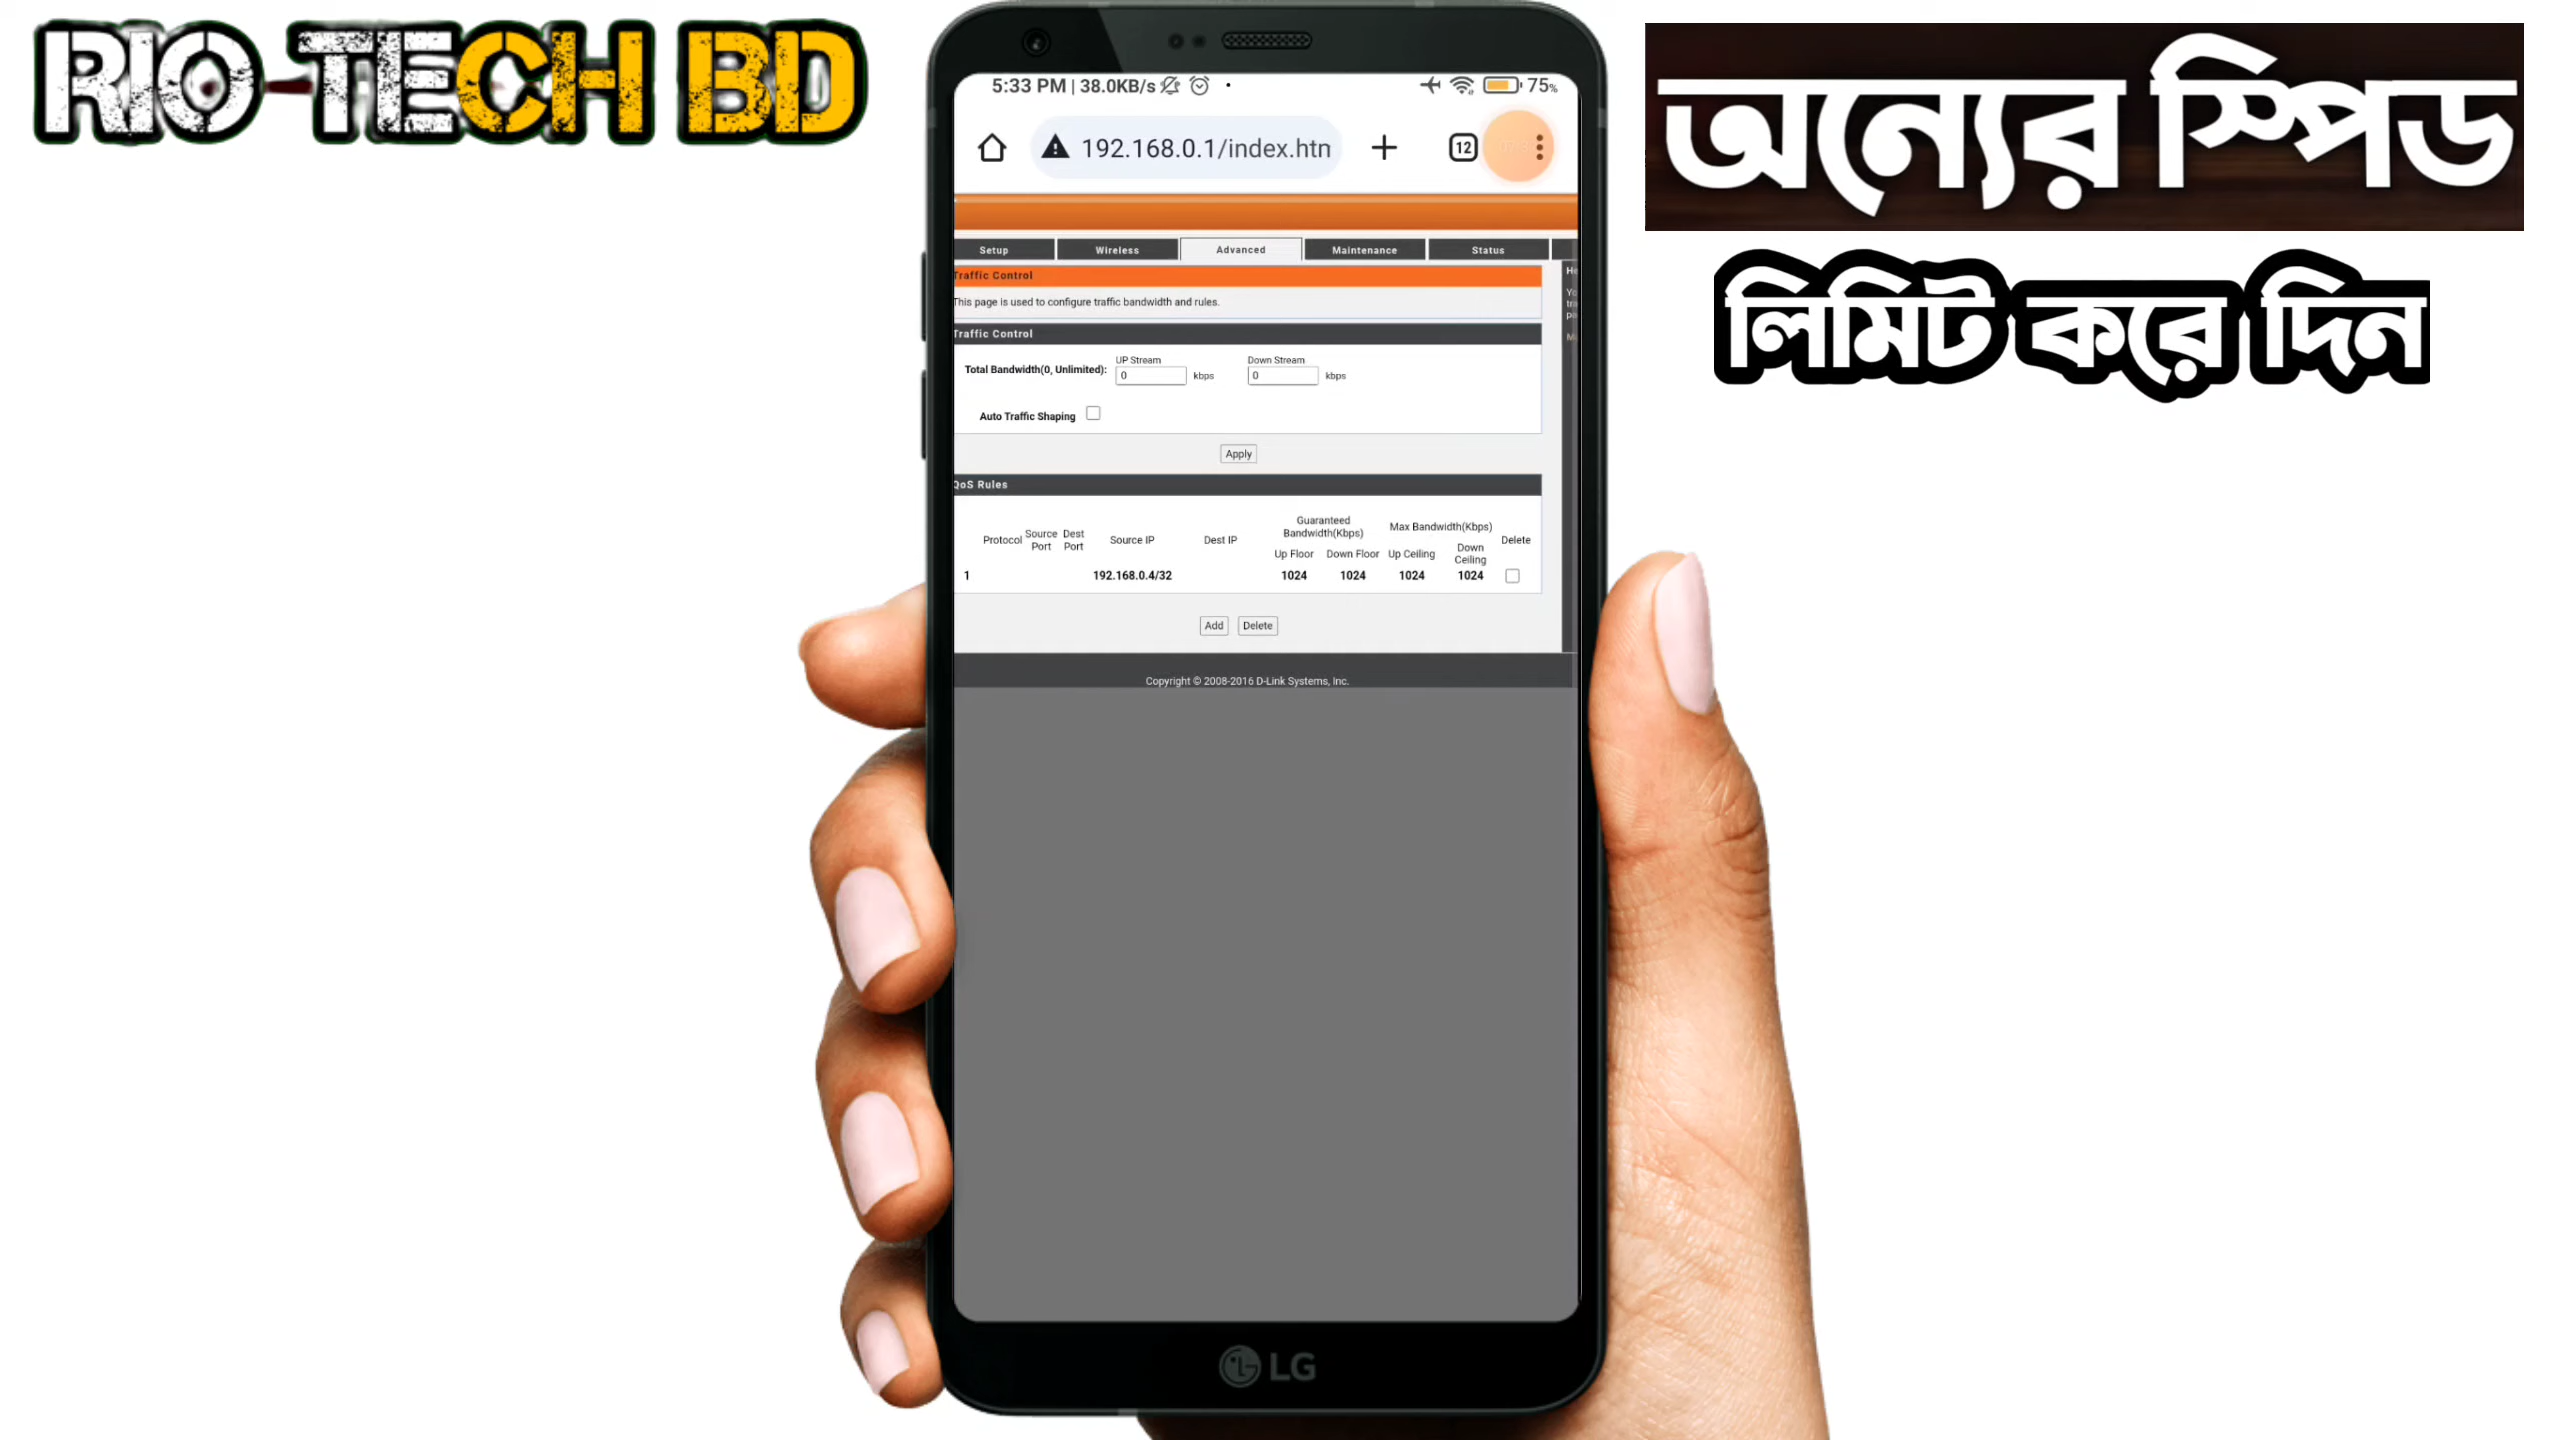 RIO-TECH BD
অন্যের স্পিড
লিমিট করে দিন
5:33 PM | 38.0KB/s
75%
192.168.0.1/index.htn
12
Setup Wireless Advanced Maintenance Status
Traffic Control
This page is used to configure traffic bandwidth and rules.
Traffic Control
UP Stream Down Stream
Total Bandwidth(0, Unlimited): 0 kbps 0 kbps
Auto Traffic Shaping
Apply
QoS Rules
Protocol Source Port Dest Port Source IP Dest IP Guaranteed Bandwidth(Kbps) Max Bandwidth(Kbps) Delete
Up Floor Down Floor Up Ceiling Down Ceiling
1 192.168.0.4/32 1024 1024 1024 1024
Add Delete
Copyright © 2008-2016 D-Link Systems, Inc.
LG